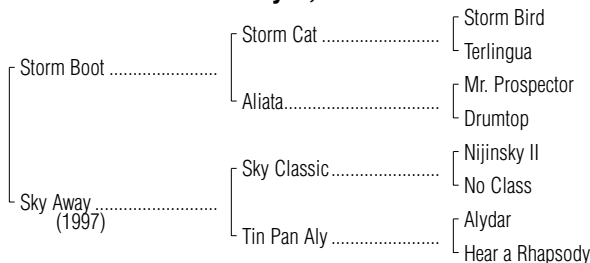 Storm Bird
Storm Cat ........................
Terlingua
Storm Boot ......................
Mr. Prospector
Aliata................................
Drumtop
Nijinsky II
Sky Classic......................
No Class
Sky Away .........................
(1997)
Alydar
Tin Pan Aly ......................
Hear a Rhapsody